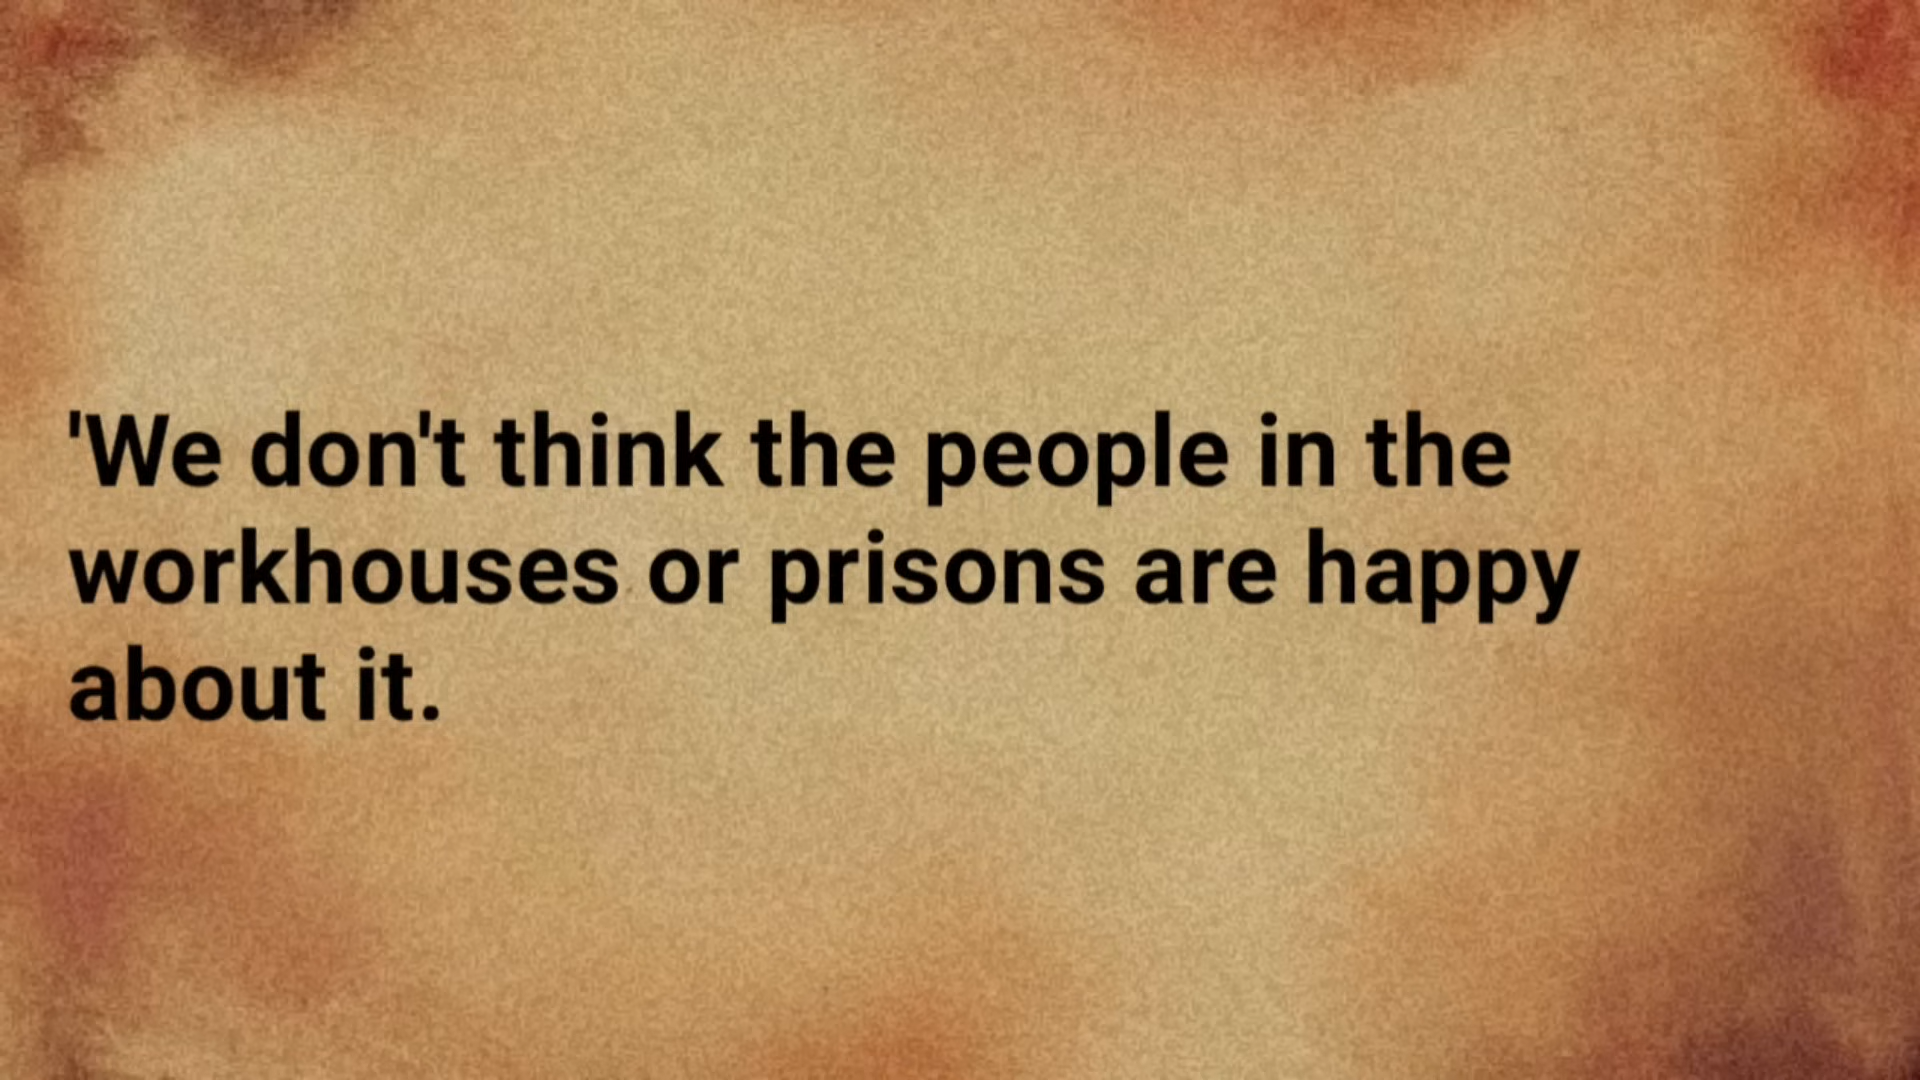 'We don't think the people in the
workhouses or prisons are happy
about it.